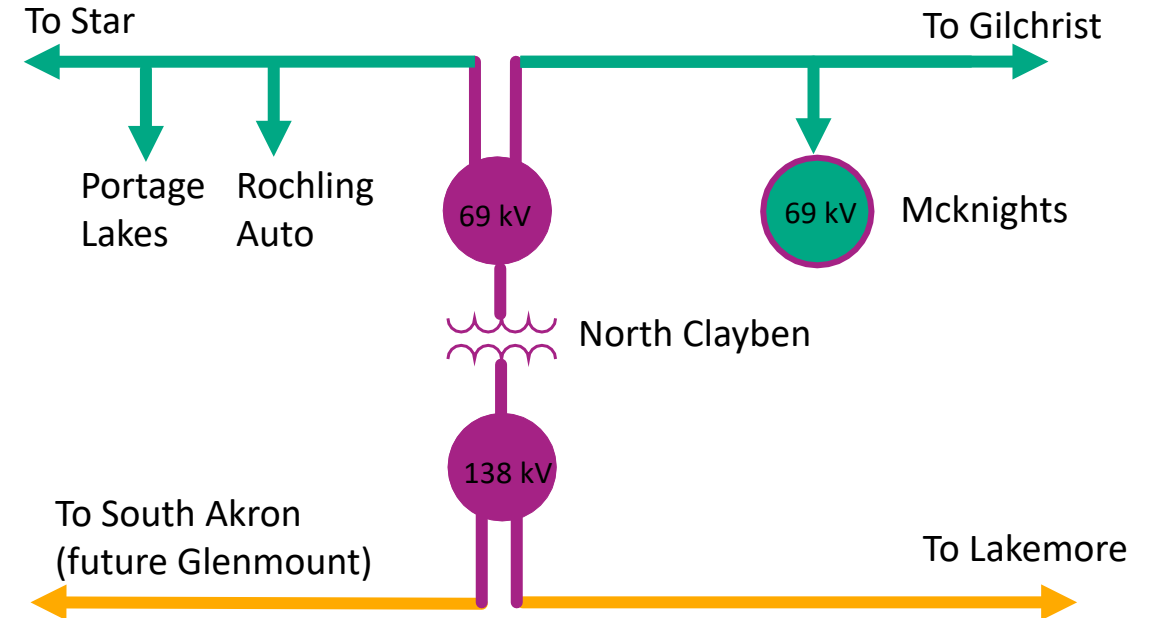 To Star
To Gilchrist
Portage
Lakes
Rochling
Auto
69 kV
69 kV
Mcknights
North Clayben
138 kV
To South Akron
(future Glenmount)
To Lakemore